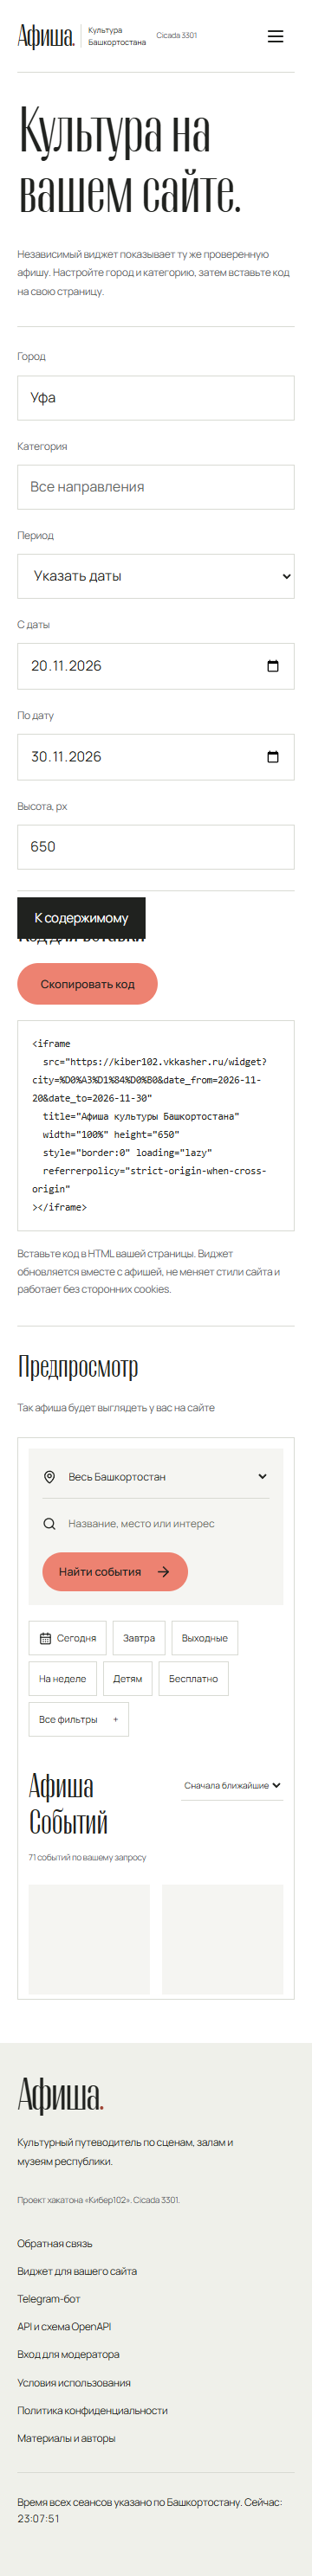 Афиша.
Культура
Башкортостана
Cicada 3301
Культура на
вашем сайте.
Независимый виджет показывает ту же проверенную
афишу. Настройте город и категорию, затем вставьте код
на свою страницу.
Город
Уфа
Категория
Все направления
Период
Указать даты
С даты
20.11.2026
По дату
30.11.2026
Высота, px
650
К содержимому
Скопировать код
<iframe
src="https://kiber102.vkkasher.ru/widget?
city=%D0%A3%D1%84%D0%B0&date_from=2026-11-
20&date_to=2026-11-30"
title="Афиша культуры Башкортостана"
width="100%" height="650"
style="border:0" loading="lazy"
referrerpolicy="strict-origin-when-cross-
origin"
></iframe>
Вставьте код в HTML вашей страницы. Виджет
обновляется вместе с афишей, не меняет стили сайта и
работает без сторонних cookies.
Предпросмотр
Так афиша будет выглядеть у вас на сайте
Весь Башкортостан
Название, место или интерес
Найти события
Сегодня
Завтра
Выходные
На неделе
Детям
Бесплатно
Все фильтры +
Афиша
Событий
Сначала ближайшие
71 событий по вашему запросу
Афиша.
Культурный путеводитель по сценам, залам и
музеям республики.
Проект хакатона «Кибер102». Cicada 3301.
Обратная связь
Виджет для вашего сайта
Telegram-бот
API и схема OpenAPI
Вход для модератора
Условия использования
Политика конфиденциальности
Материалы и авторы
Время всех сеансов указано по Башкортостану. Сейчас:
23:07:51